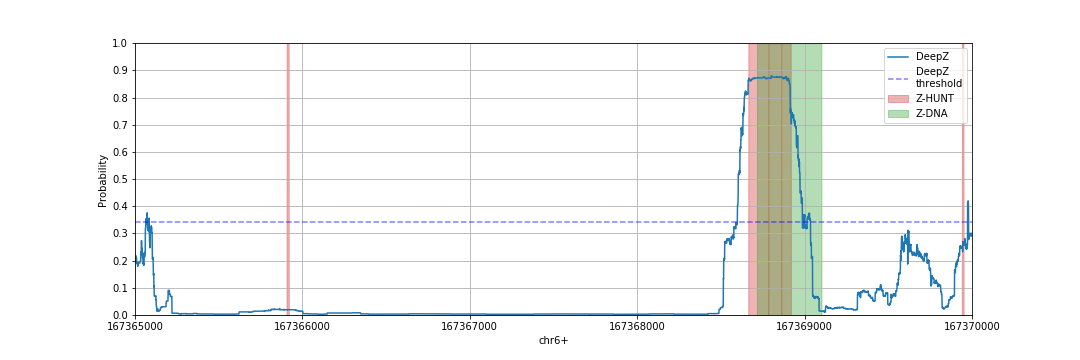 1.0
0.9
0.8
0.7
0.6
0.5
0.4
0.3
0.2
0.1
0.0
Probability
167365000
167366000
167367000
167368000
167369000
167370000
chr6+
DeepZ
DeepZ
threshold
Z-HUNT
Z-DNA